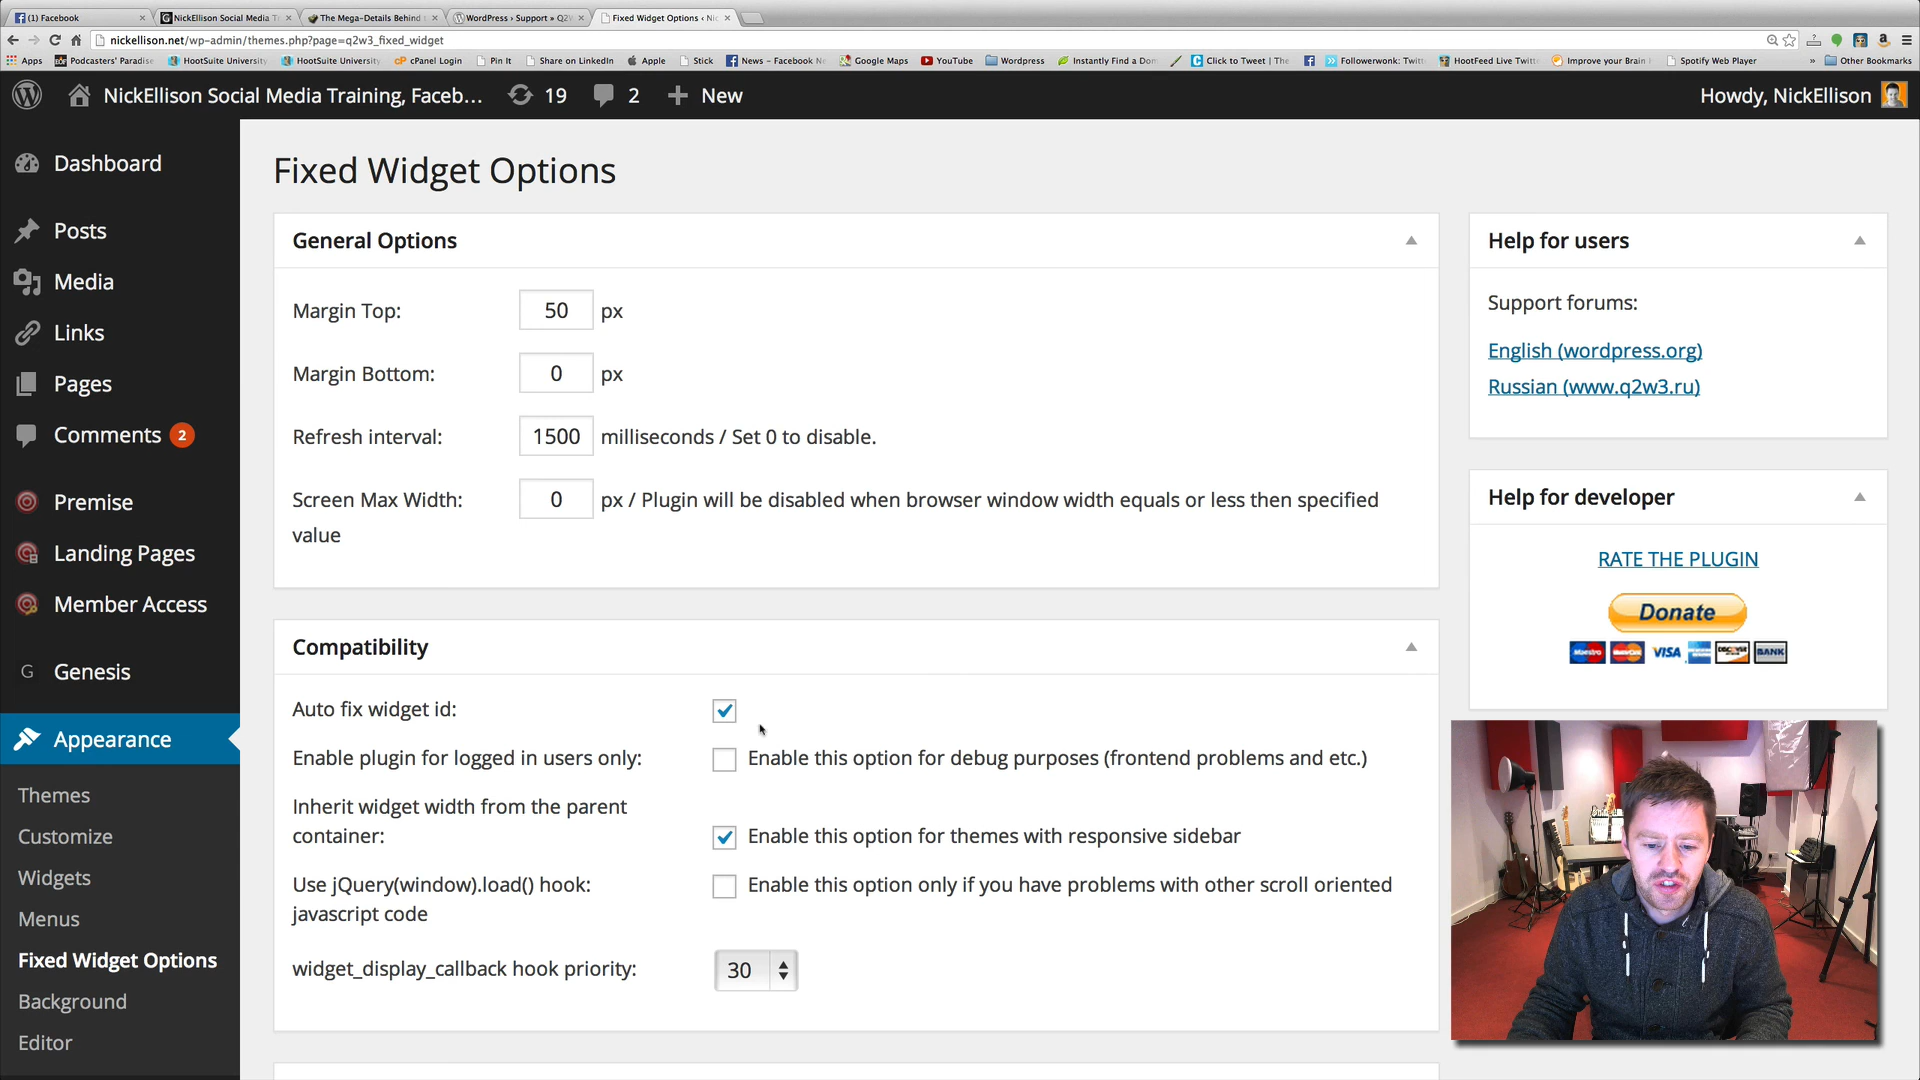 (1) Facebook
NickEllison Social Media T
The Mega-Details Behind
WordPress › Support » Q2W
Fixed Widget Options ‹ Nic
nickellison.net/wp-admin/themes.php?page=q2w3_fixed_widget
Apps
Podcasters' Paradise
HootSuite University
HootSuite University
cPanel Login
Pin It
Share on LinkedIn
Apple
Stick
News – Facebook Ne
Google Maps
YouTube
Wordpress
Instantly Find a Dom
Click to Tweet | The
Followerwonk: Twitt
HootFeed Live Twitt
Improve your Brain
Spotify Web Player
»
Other Bookmarks
NickEllison Social Media Training, Faceb... 19 2 + New
Howdy, NickEllison
Dashboard
Posts
Media
Links
Pages
Comments 2
Premise
Landing Pages
Member Access
G Genesis
Appearance
Themes
Customize
Widgets
Menus
Fixed Widget Options
Background
Editor
Fixed Widget Options
General Options
Margin Top: 50 px
Margin Bottom: 0 px
Refresh interval: 1500 milliseconds / Set 0 to disable.
Screen Max Width: 0 px / Plugin will be disabled when browser window width equals or less then specified
value
Compatibility
Auto fix widget id:
Enable plugin for logged in users only: Enable this option for debug purposes (frontend problems and etc.)
Inherit widget width from the parent
container: Enable this option for themes with responsive sidebar
Use jQuery(window).load() hook: Enable this option only if you have problems with other scroll oriented
javascript code
widget_display_callback hook priority: 30
Help for users
Support forums:
English (wordpress.org)
Russian (www.q2w3.ru)
Help for developer
RATE THE PLUGIN
Donate
Maestro
MasterCard
VISA
DISCOVER
BANK